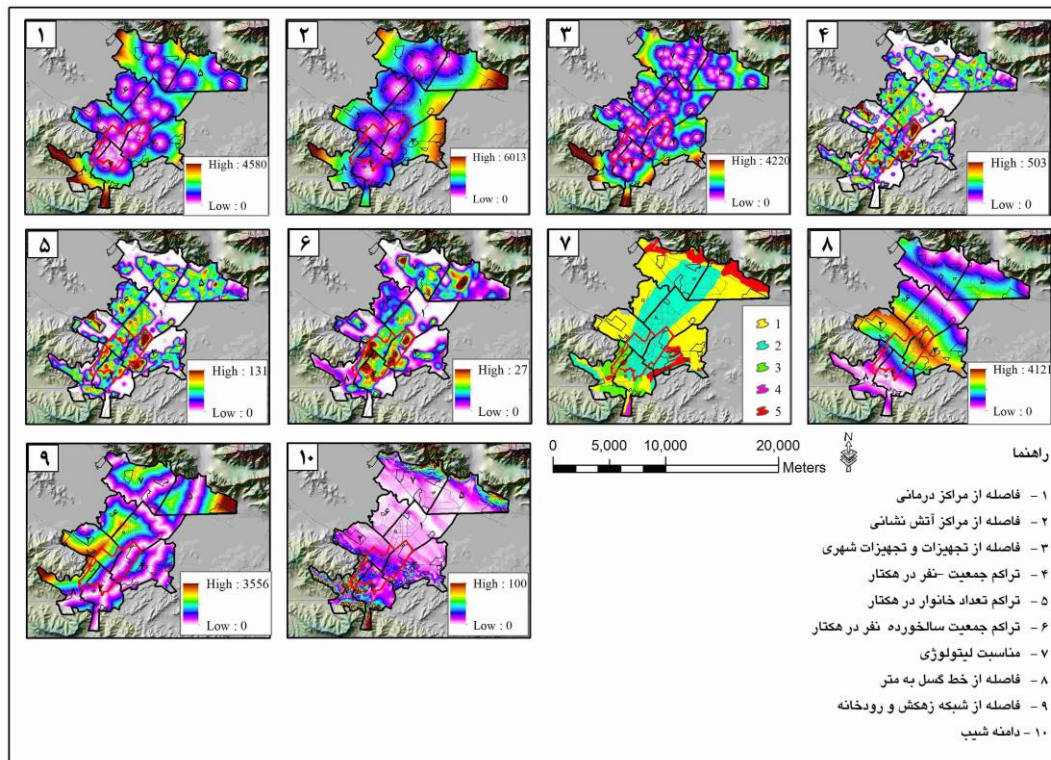 ۱
High : 4580
Low : 0
۲
High : 6013
Low : 0
۳
High : 4220
Low : 0
۴
High : 503
Low : 0
۵
High : 131
Low : 0
۶
High : 27
Low : 0
۷
1
2
3
4
5
۸
High : 4121
Low : 0
۹
High : 3556
Low : 0
۱۰
High : 100
Low : 0
0 5,000 10,000 20,000
Meters
N
راهنما
۱ - فاصله از مراکز درمانی
۲ - فاصله از مراکز آتش نشانی
۳ - فاصله از تجهیزات و تجهیزات شهری
۴ - تراکم جمعیت -نفر در هکتار
۵ - تراکم تعداد خانوار در هکتار
۶ - تراکم جمعیت سالخورده نفر در هکتار
۷ - مناسبت لیتولوژی
۸ - فاصله از خط گسل به متر
۹ - فاصله از شبکه زهکش و رودخانه
۱۰ - دامنه شیب